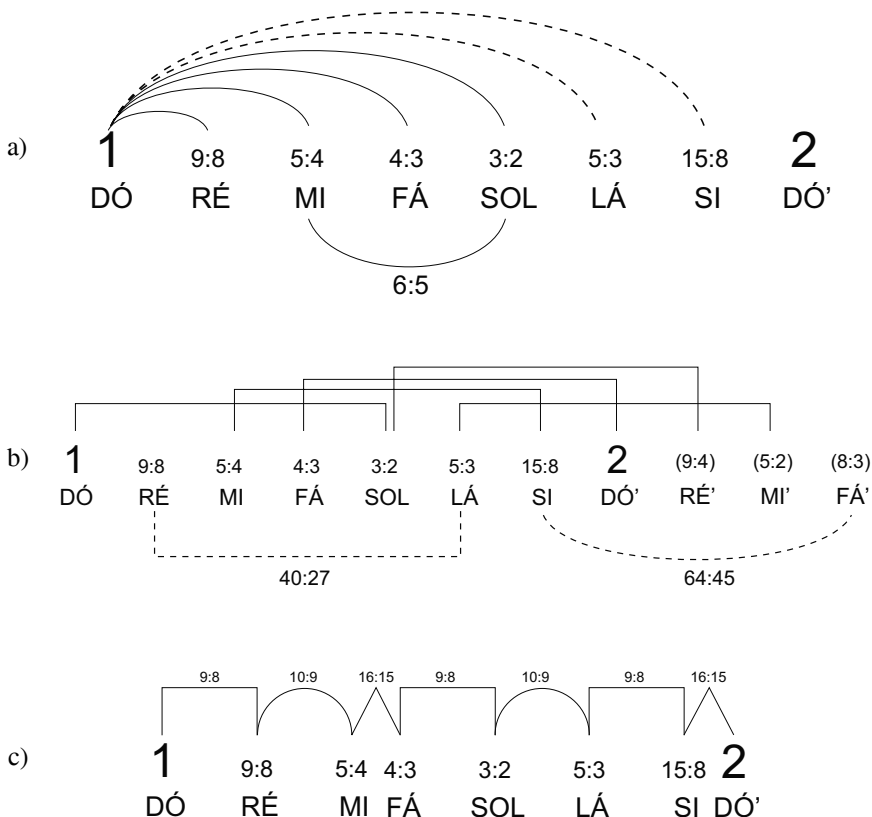 a)
1 9:8 5:4 4:3 3:2 5:3 15:8 2
DÓ RÉ MI FÁ SOL LÁ SI DÓ’
6:5
b)
1 9:8 5:4 4:3 3:2 5:3 15:8 2 (9:4) (5:2) (8:3)
DÓ RÉ MI FÁ SOL LÁ SI DÓ’ RÉ’ MI’ FÁ’
40:27 64:45
9:8 10:9 16:15 9:8 10:9 9:8 16:15
c)
1 9:8 5:4 4:3 3:2 5:3 15:8 2
DÓ RÉ MI FÁ SOL LÁ SI DÓ’